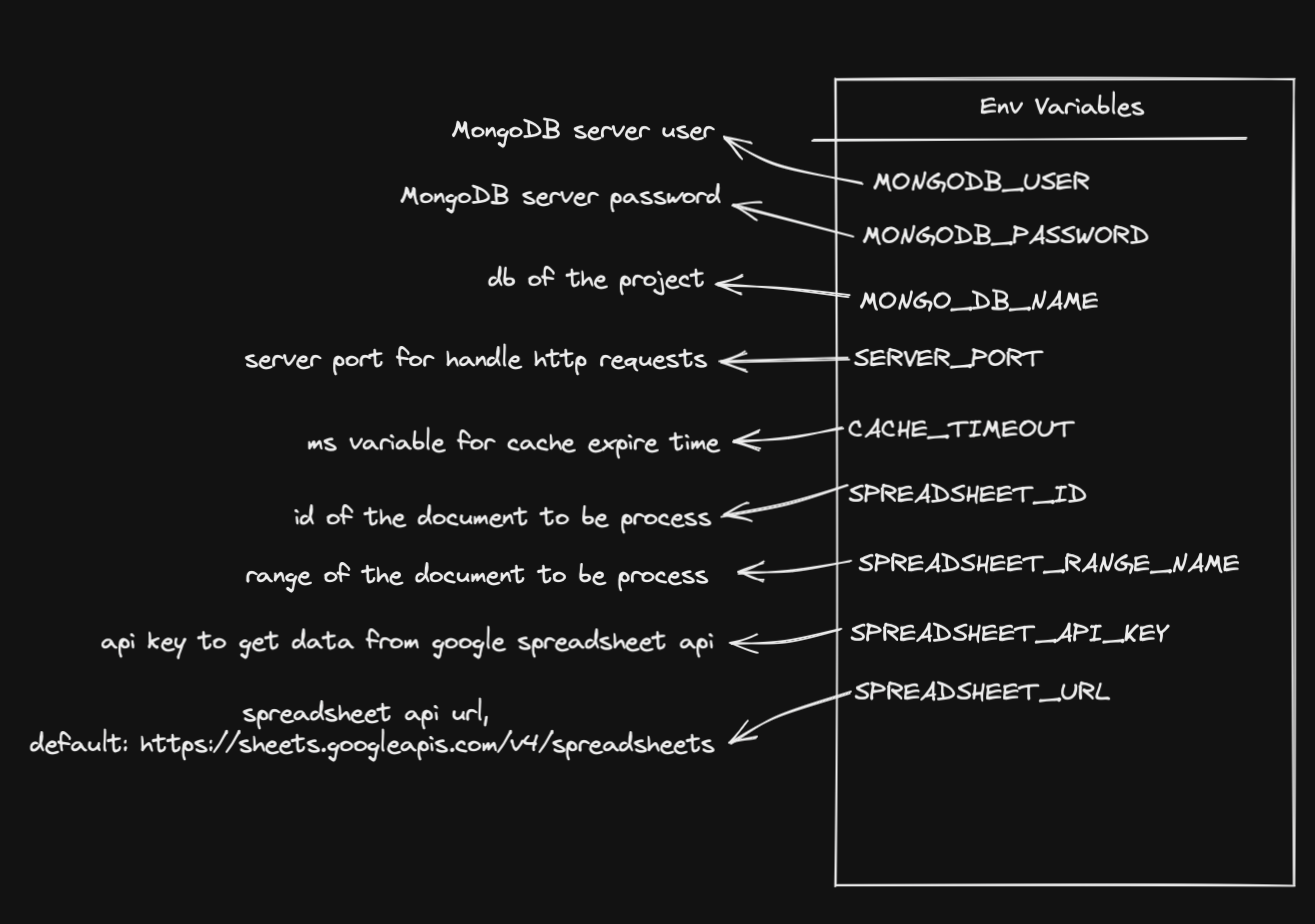 Env Variables
MongoDB server user
MONGODB_USER
MongoDB server password
MONGODB_PASSWORD
db of the project
MONGO_DB_NAME
server port for handle http requests
SERVER_PORT
ms variable for cache expire time
CACHE_TIMEOUT
id of the document to be process
SPREADSHEET_ID
range of the document to be process
SPREADSHEET_RANGE_NAME
api key to get data from google spreadsheet api
SPREADSHEET_API_KEY
spreadsheet api url,
default: https://sheets.googleapis.com/v4/spreadsheets
SPREADSHEET_URL